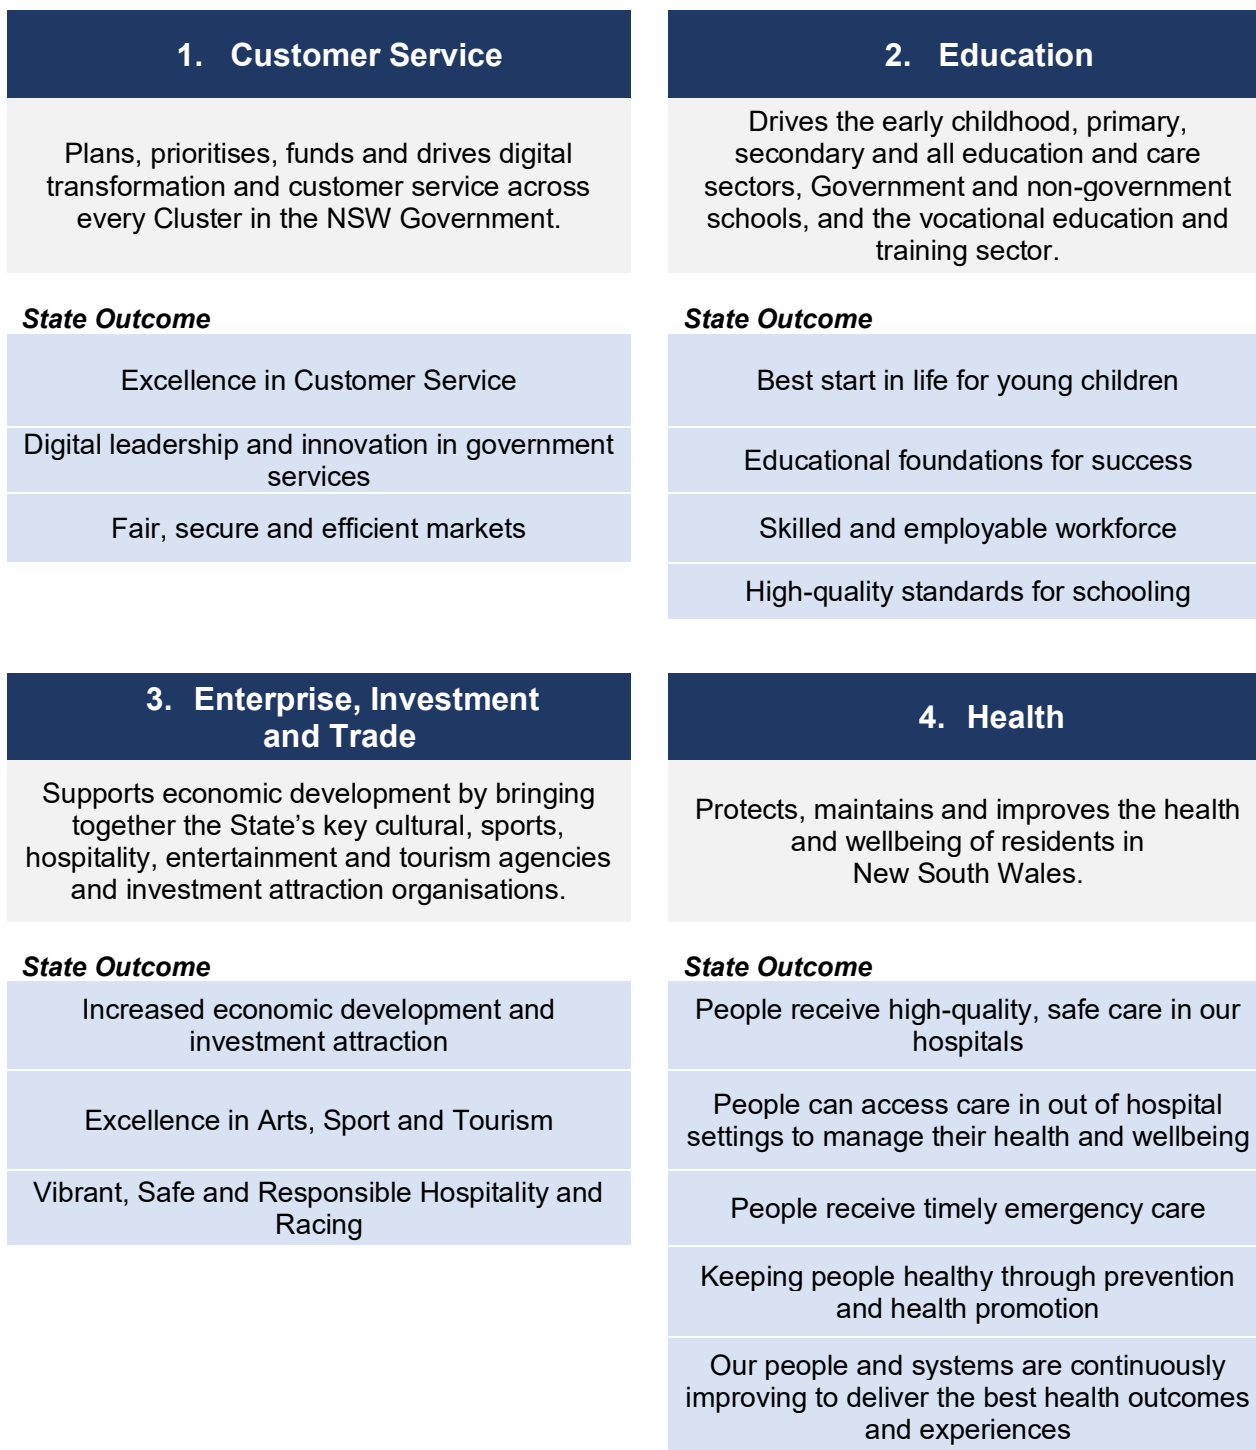 1. Customer Service
Plans, prioritises, funds and drives digital
transformation and customer service across
every Cluster in the NSW Government.
State Outcome
Excellence in Customer Service
Digital leadership and innovation in government
services
Fair, secure and efficient markets
2. Education
Drives the early childhood, primary,
secondary and all education and care
sectors, Government and non-government
schools, and the vocational education and
training sector.
State Outcome
Best start in life for young children
Educational foundations for success
Skilled and employable workforce
High-quality standards for schooling
3. Enterprise, Investment
and Trade
Supports economic development by bringing
together the State’s key cultural, sports,
hospitality, entertainment and tourism agencies
and investment attraction organisations.
State Outcome
Increased economic development and
investment attraction
Excellence in Arts, Sport and Tourism
Vibrant, Safe and Responsible Hospitality and
Racing
4. Health
Protects, maintains and improves the health
and wellbeing of residents in
New South Wales.
State Outcome
People receive high-quality, safe care in our
hospitals
People can access care in out of hospital
settings to manage their health and wellbeing
People receive timely emergency care
Keeping people healthy through prevention
and health promotion
Our people and systems are continuously
improving to deliver the best health outcomes
and experiences